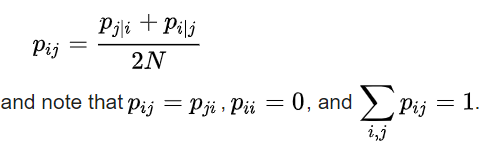 p_{ij} = \frac{p_{j|i} + p_{i|j}}{2N}
and note that p_{ij} = p_{ji}, p_{ii} = 0, and \sum_{i,j} p_{ij} = 1.